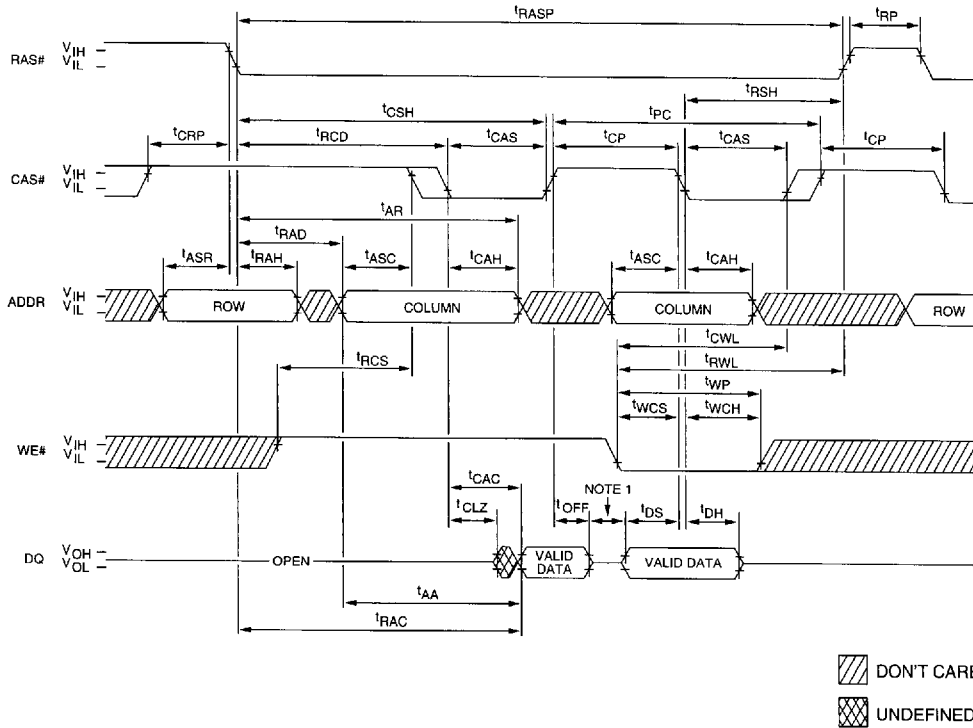 tRASP
tRP
RAS#
VIH
VIL
tRSH
tCSH
tPC
tCRP
tRCD
tCAS
tCP
tCAS
tCP
CAS#
VIH
VIL
tAR
tRAD
tASR
tRAH
tASC
tCAH
tASC
tCAH
ADDR
VIH
VIL
ROW
COLUMN
COLUMN
ROW
tCWL
tRCS
tRWL
tWP
tWCS
tWCH
WE#
VIH
VIL
tCAC
NOTE 1
tCLZ
tOFF
tDS
tDH
DQ
VOH
VOL
OPEN
VALID
DATA
VALID DATA
tAA
tRAC
DON'T CARE
UNDEFINED